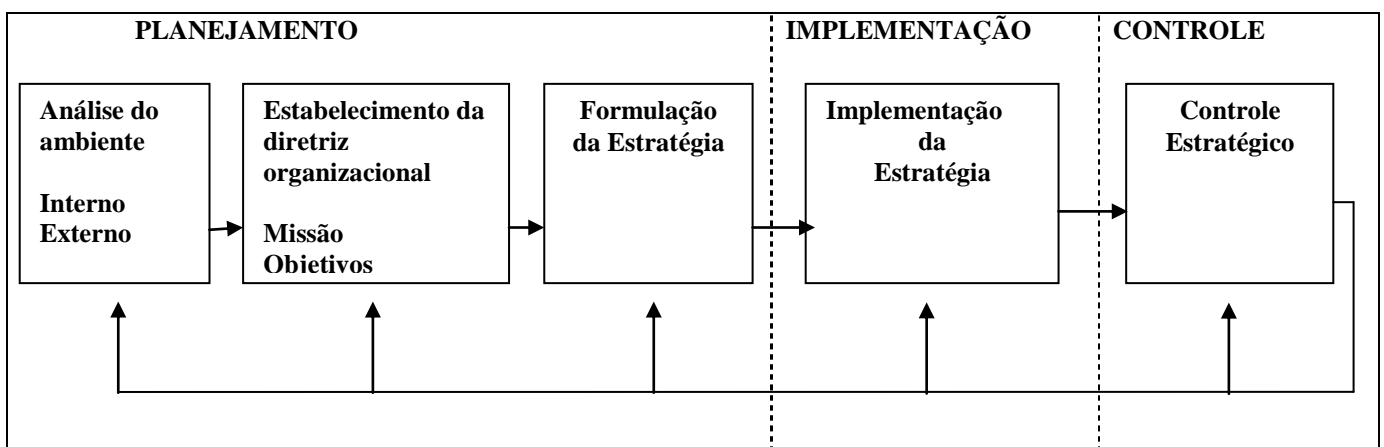 PLANEJAMENTO
IMPLEMENTAÇÃO
CONTROLE
Análise do
ambiente
Interno
Externo
Estabelecimento da
diretriz
organizacional
Missão
Objetivos
Formulação
da Estratégia
Implementação
da
Estratégia
Controle
Estratégico